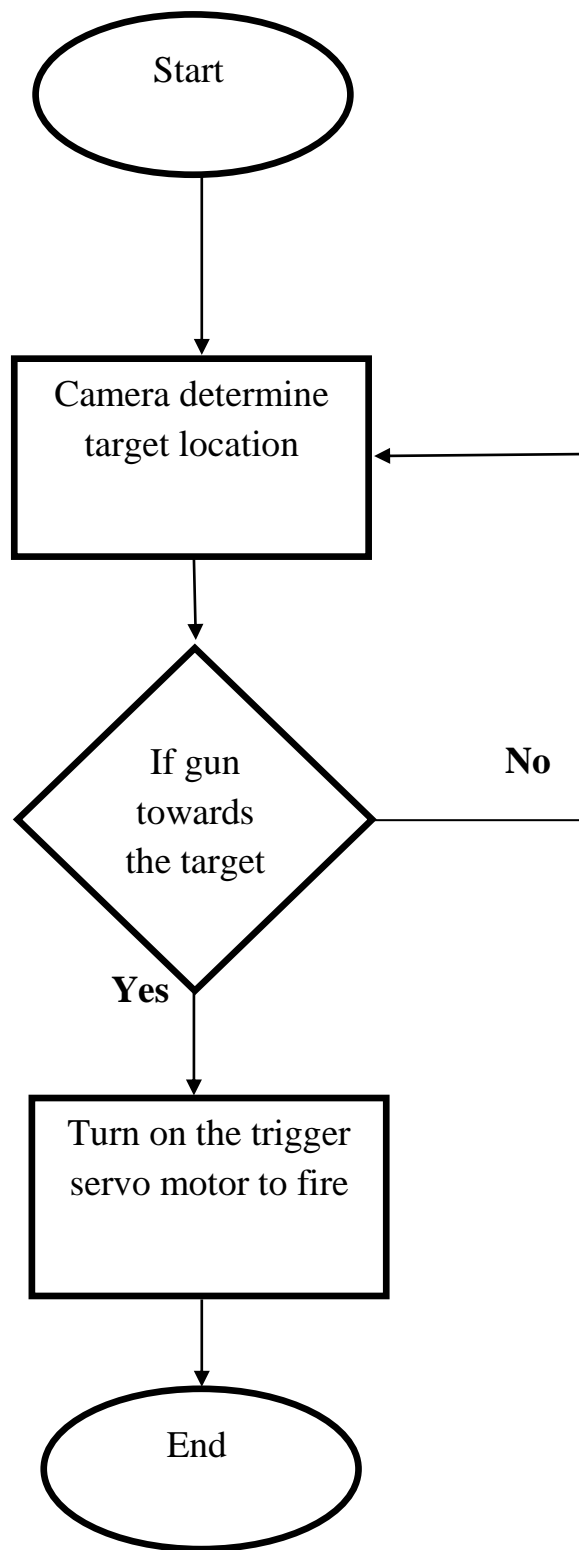 Start
Camera determine
target location
If gun
towards
the target
No
Yes
Turn on the trigger
servo motor to fire
End